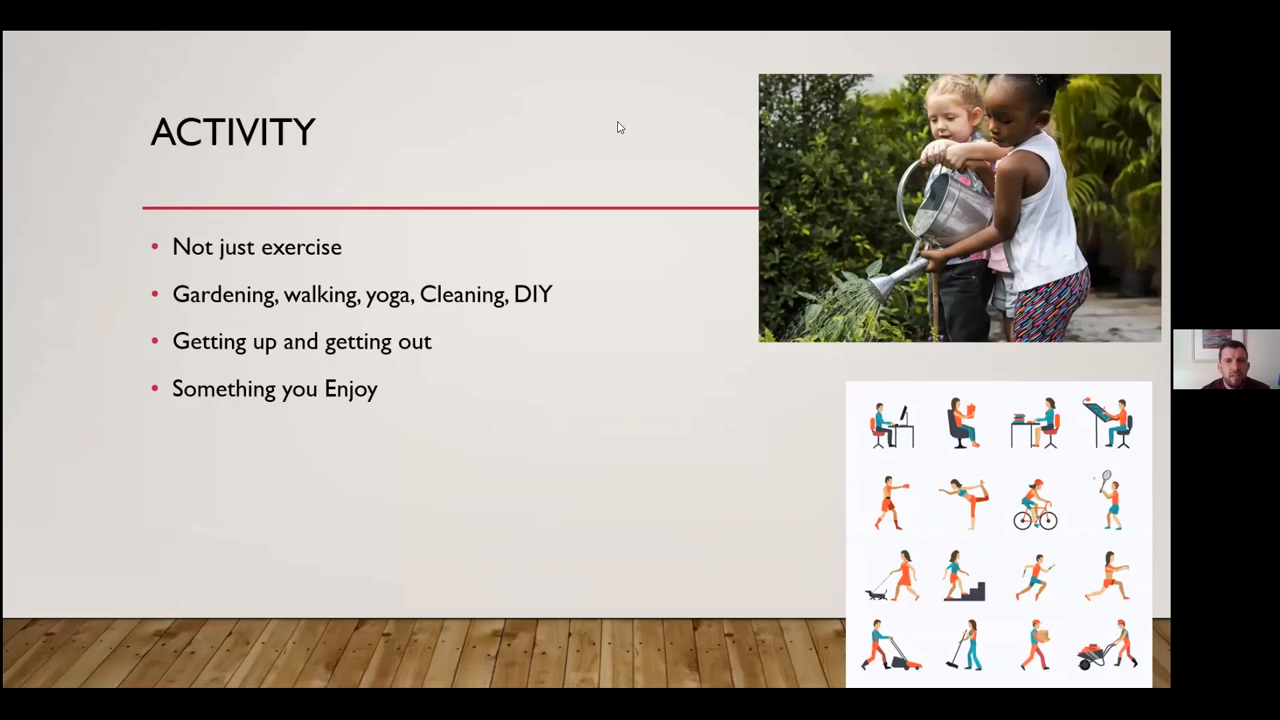 ACTIVITY
Not just exercise
Gardening, walking, yoga, Cleaning, DIY
Getting up and getting out
Something you Enjoy